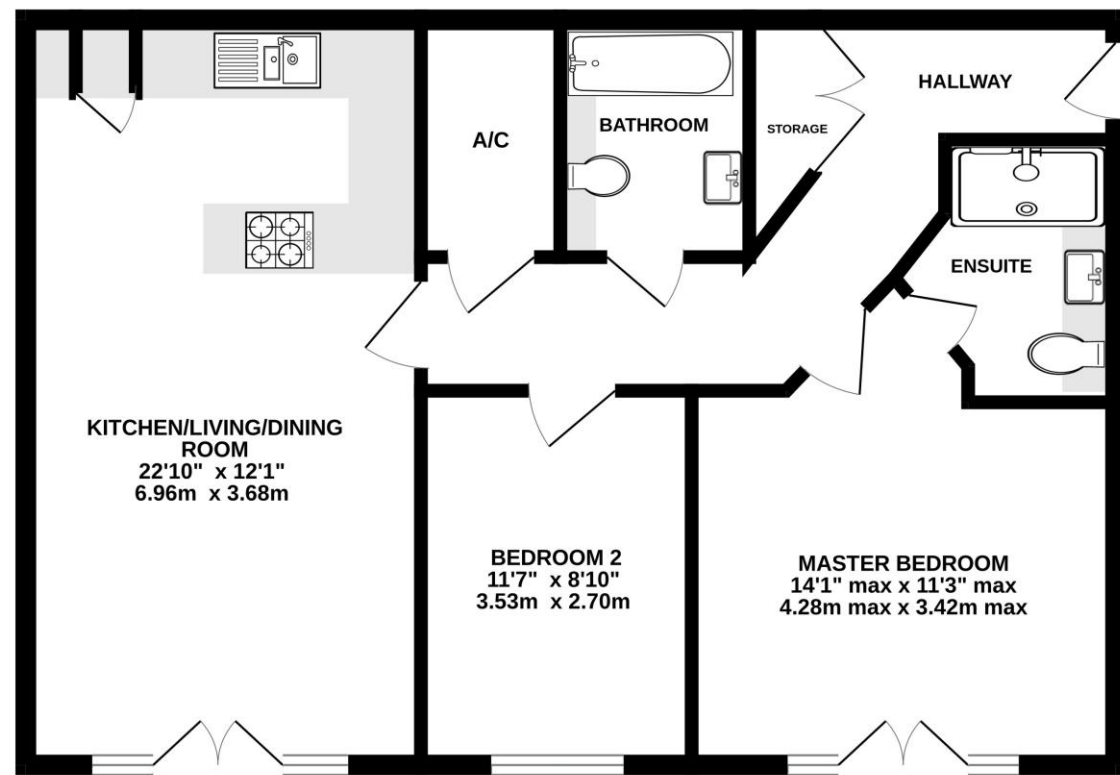 HALLWAY
A/C
BATHROOM
STORAGE
ENSUITE
KITCHEN/LIVING/DINING
ROOM
22'10" x 12'1"
6.96m x 3.68m
BEDROOM 2
11'7" x 8'10"
3.53m x 2.70m
MASTER BEDROOM
14'1" max x 11'3" max
4.28m max x 3.42m max